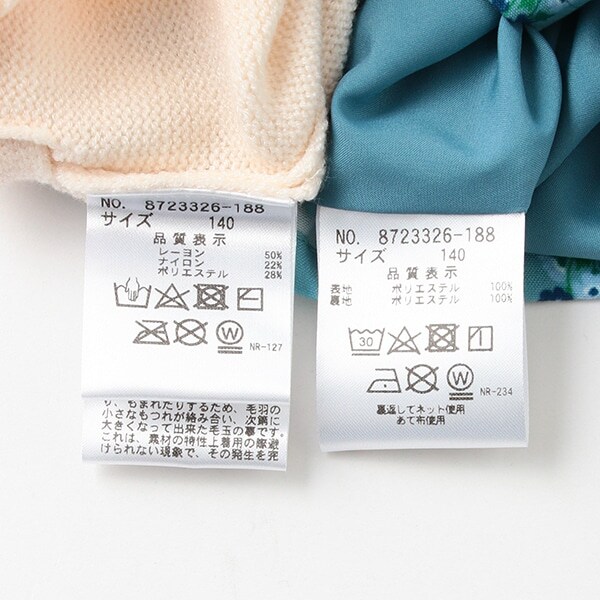 NO. 8723326-188
サイズ 140
品質表示
レーヨン 50%
ナイロン 22%
ポリエステル 28%
W
NR-127
り、もまれたりするため、毛羽の
小さなもつれが絡み合い、次第に
大きくなって出来た毛玉の事です。
これは、素材の特性上着用の際避
けられない現象で、その発生を完
NO. 8723326-188
サイズ 140
品質表示
表地 ポリエステル 100%
裏地 ポリエステル 100%
30
W
NR-234
裏返してネット使用
あて布使用